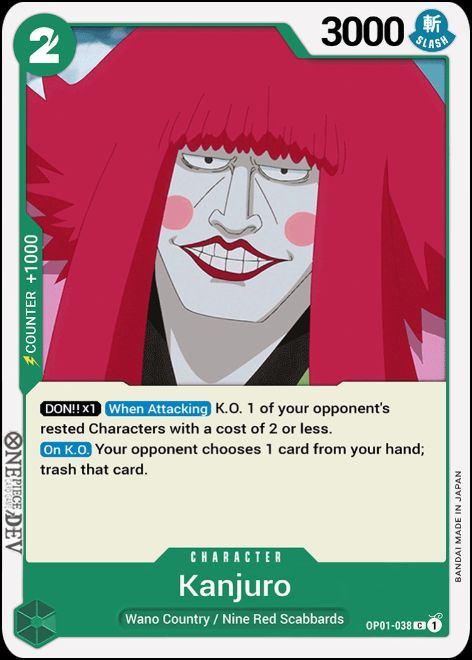 2
3000
斬
SLASH
COUNTER +1000
DON!! x1 When Attacking K.O. 1 of your opponent's
rested Characters with a cost of 2 or less.
On K.O. Your opponent chooses 1 card from your hand;
trash that card.
ONE PIECE
DEV
BANDAI MADE IN JAPAN
CHARACTER
Kanjuro
Wano Country / Nine Red Scabbards
OP01-038 C 1